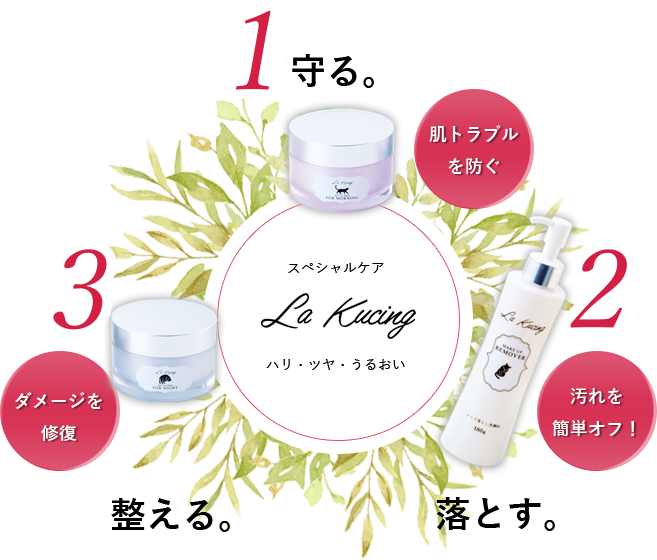 1 守る。
肌トラブル
を防ぐ
La Kucing
FOR MORNING
スペシャルケア
La Kucing
ハリ・ツヤ・うるおい
2
La Kucing
MAKE UP
REMOVER
180g
汚れを
簡単オフ！
落とす。
3
La Kucing
FOR NIGHT
ダメージを
修復
整える。